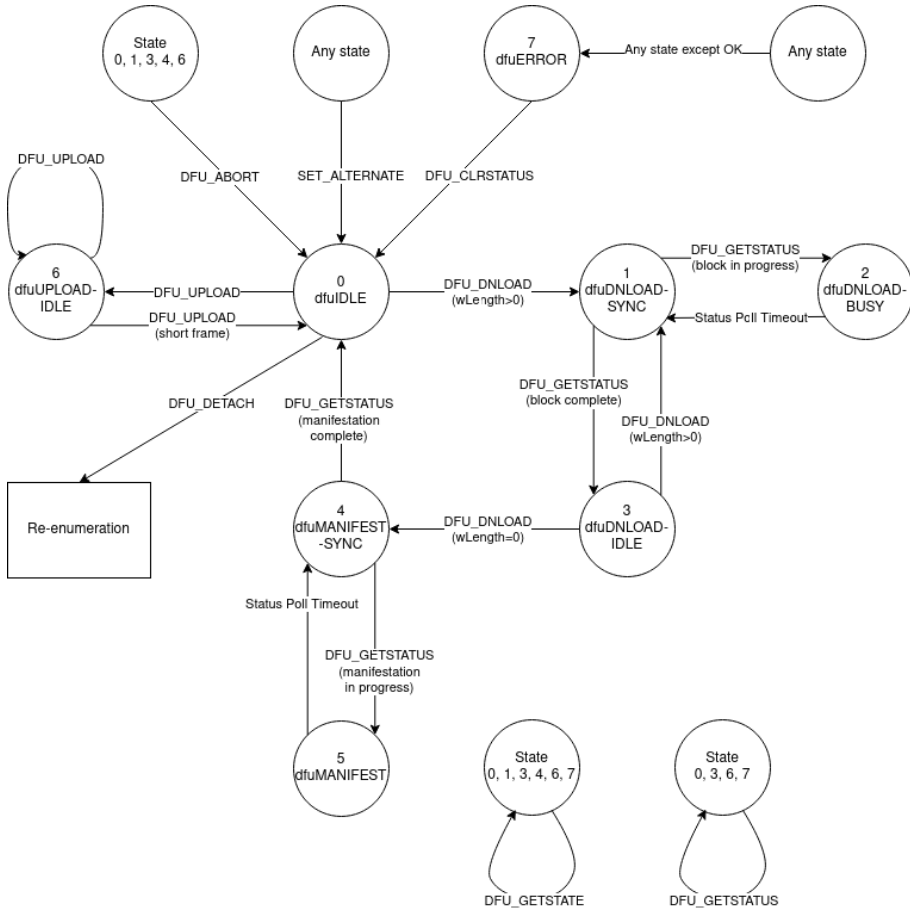 State
0, 1, 3, 4, 6
Any state
7
dfuERROR
Any state except OK
Any state
DFU_UPLOAD
DFU_ABORT
SET_ALTERNATE
DFU_CLRSTATUS
6
dfuUPLOAD-
IDLE
DFU_UPLOAD
DFU_UPLOAD
(short frame)
0
dfuIDLE
DFU_DNLOAD
(wLength>0)
1
dfuDNLOAD-
SYNC
DFU_GETSTATUS
(block in progress)
Status Poll Timeout
2
dfuDNLOAD-
BUSY
DFU_DETACH
DFU_GETSTATUS
(manifestation
complete)
DFU_GETSTATUS
(block complete)
DFU_DNLOAD
(wLength>0)
Re-enumeration
4
dfuMANIFEST
-SYNC
DFU_DNLOAD
(wLength=0)
3
dfuDNLOAD-
IDLE
Status Poll Timeout
DFU_GETSTATUS
(manifestation
in progress)
5
dfuMANIFEST
State
0, 1, 3, 4, 6, 7
DFU_GETSTATE
State
0, 3, 6, 7
DFU_GETSTATUS